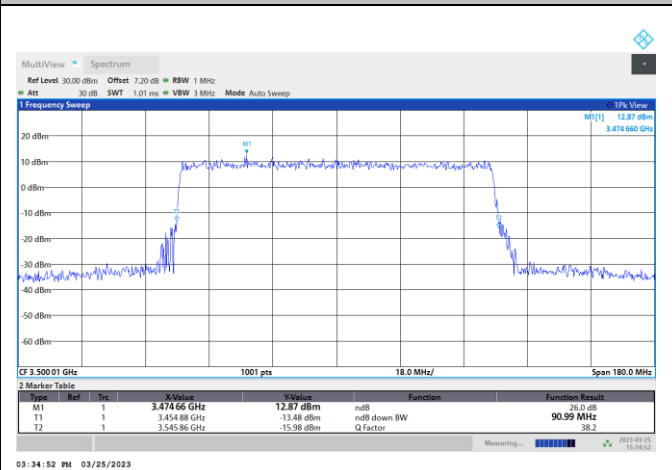 MultiView Spectrum
Ref Level 30.00 dBm Offset 7.20 dB RBW 1 MHz
Att 30 dB SWT 1.01 ms VBW 3 MHz Mode Auto Sweep
1 Frequency Sweep 1Pk View
M1[1] 12.87 dBm
3.474 660 GHz
M1
20 dBm
10 dBm
0 dBm
-10 dBm
-20 dBm
-30 dBm
-40 dBm
-50 dBm
-60 dBm
CF 3.500 01 GHz 1001 pts 18.0 MHz/ Span 180.0 MHz
2 Marker Table
Type Ref Trc X-Value Y-Value Function Function Result
M1 1 3.474 66 GHz 12.87 dBm ndB 26.0 dB
T1 1 3.454 88 GHz -13.48 dBm ndB down BW 90.99 MHz
T2 1 3.545 86 GHz -15.98 dBm Q Factor 38.2
Measuring... 2023-03-25
15:34:52
03:34:52 PM 03/25/2023